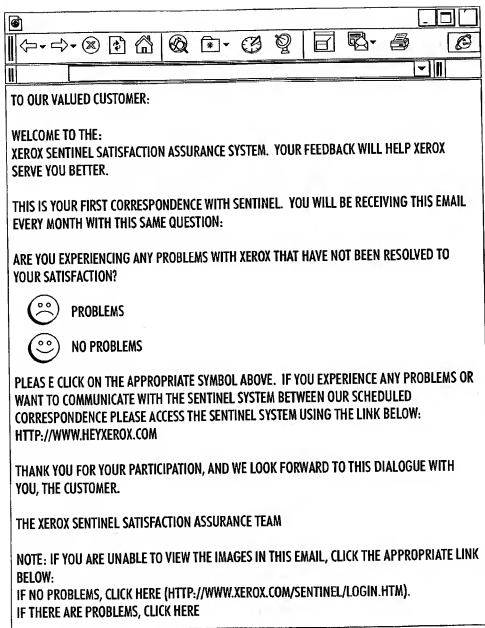 TO OUR VALUED CUSTOMER:
WELCOME TO THE:
XEROX SENTINEL SATISFACTION ASSURANCE SYSTEM. YOUR FEEDBACK WILL HELP XEROX
SERVE YOU BETTER.
THIS IS YOUR FIRST CORRESPONDENCE WITH SENTINEL. YOU WILL BE RECEIVING THIS EMAIL
EVERY MONTH WITH THIS SAME QUESTION:
ARE YOU EXPERIENCING ANY PROBLEMS WITH XEROX THAT HAVE NOT BEEN RESOLVED TO
YOUR SATISFACTION?
PROBLEMS
NO PROBLEMS
PLEAS E CLICK ON THE APPROPRIATE SYMBOL ABOVE. IF YOU EXPERIENCE ANY PROBLEMS OR
WANT TO COMMUNICATE WITH THE SENTINEL SYSTEM BETWEEN OUR SCHEDULED
CORRESPONDENCE PLEASE ACCESS THE SENTINEL SYSTEM USING THE LINK BELOW:
HTTP://WWW.HEYXEROX.COM
THANK YOU FOR YOUR PARTICIPATION, AND WE LOOK FORWARD TO THIS DIALOGUE WITH
YOU, THE CUSTOMER.
THE XEROX SENTINEL SATISFACTION ASSURANCE TEAM
NOTE: IF YOU ARE UNABLE TO VIEW THE IMAGES IN THIS EMAIL, CLICK THE APPROPRIATE LINK
BELOW:
IF NO PROBLEMS, CLICK HERE (HTTP://WWW.XEROX.COM/SENTINEL/LOGIN.HTM).
IF THERE ARE PROBLEMS, CLICK HERE